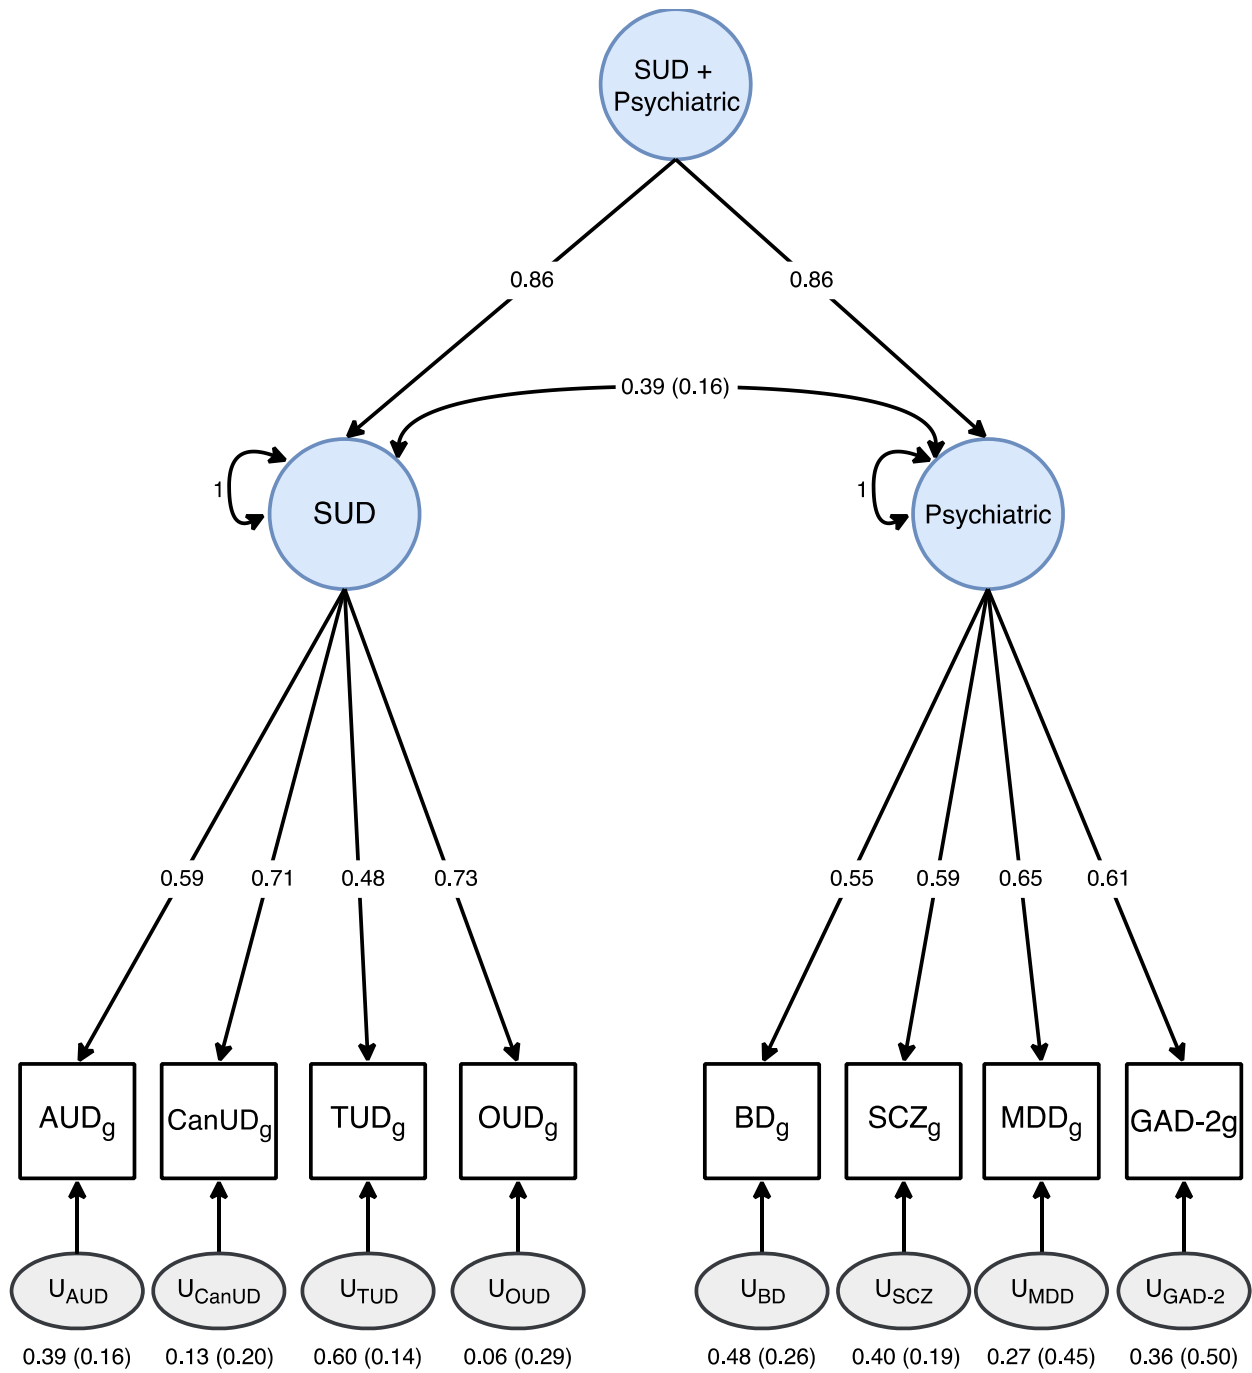 SUD +
Psychiatric
0.86
0.86
0.39 (0.16)
1
SUD
1
Psychiatric
0.59
0.71
0.48
0.73
0.55
0.59
0.65
0.61
AUDg
CanUDg
TUDg
OUDg
BDg
SCZg
MDDg
GAD-2g
UAUD
UCanUD
UTUD
UOUD
UBD
USCZ
UMDD
UGAD-2
0.39 (0.16)
0.13 (0.20)
0.60 (0.14)
0.06 (0.29)
0.48 (0.26)
0.40 (0.19)
0.27 (0.45)
0.36 (0.50)